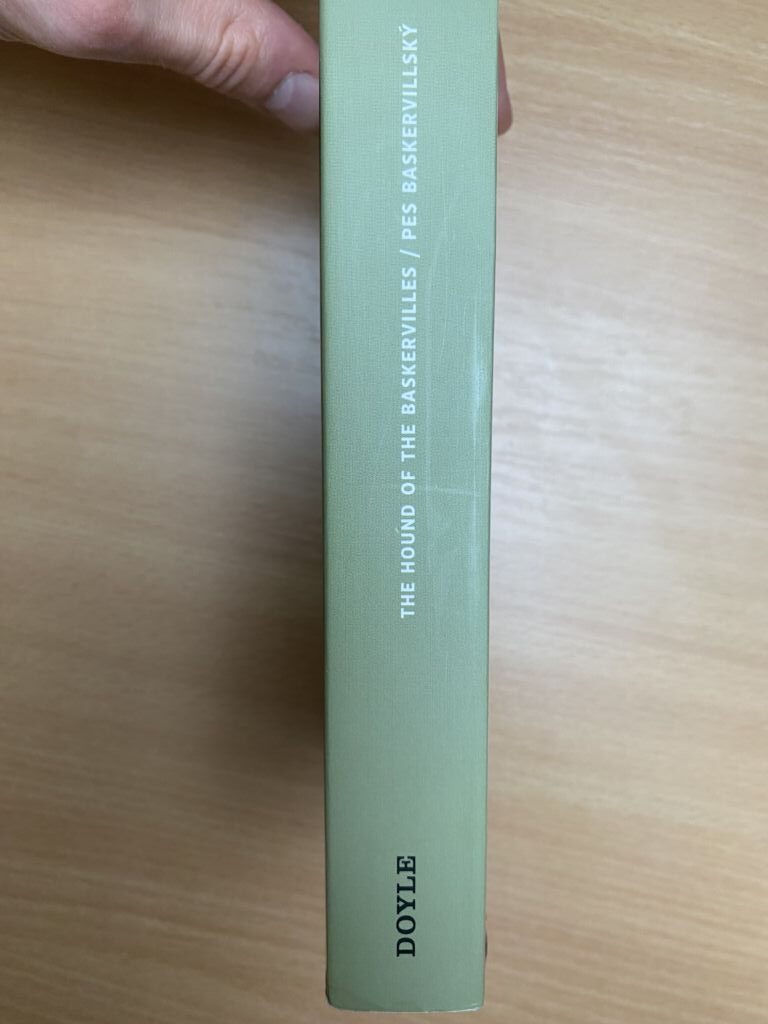 DOYLE
THE HOUND OF THE BASKERVILLES / PES BASKERVILLSKÝ